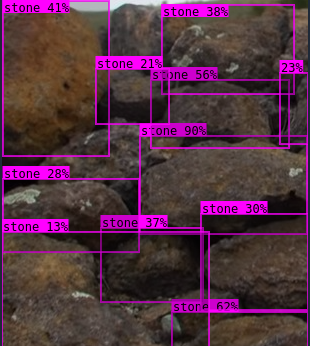 stone 41%
stone 38%
stone 21%
23%
stone 56%
stone 90%
stone 28%
stone 30%
stone 37%
stone 13%
stone 62%